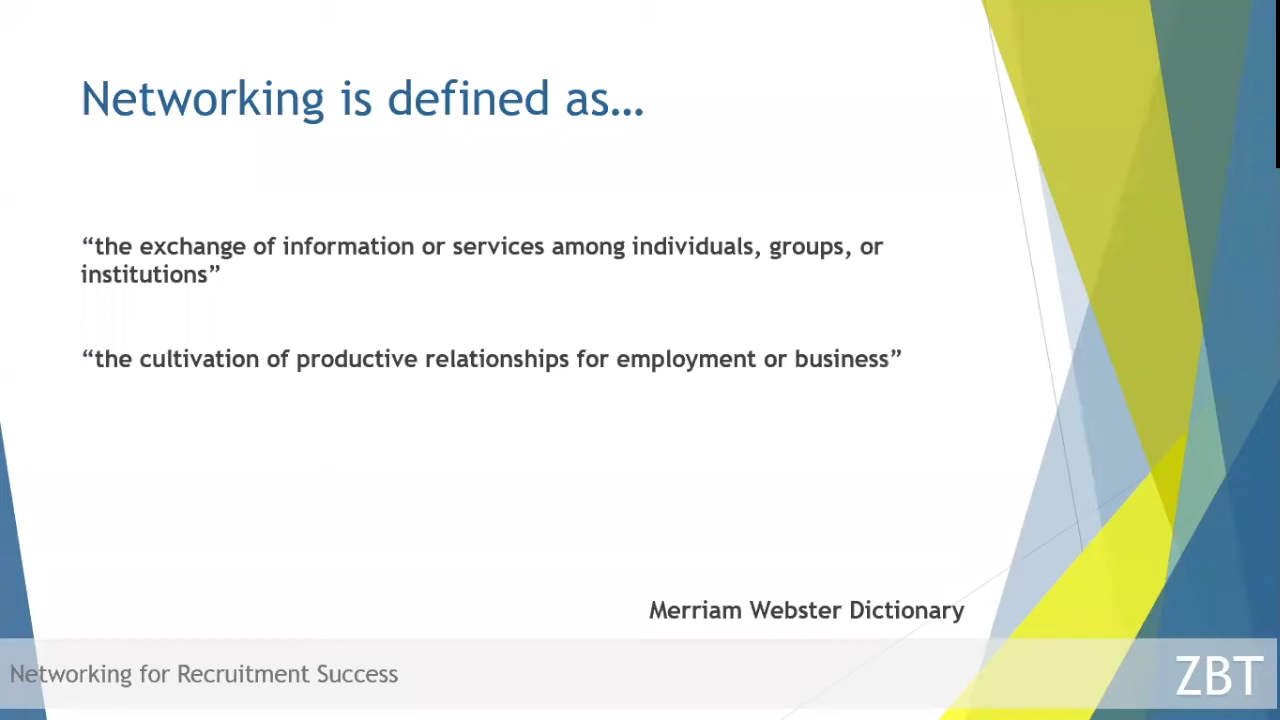 Networking is defined as…
“the exchange of information or services among individuals, groups, or
institutions”
“the cultivation of productive relationships for employment or business”
Merriam Webster Dictionary
Networking for Recruitment Success
ZBT